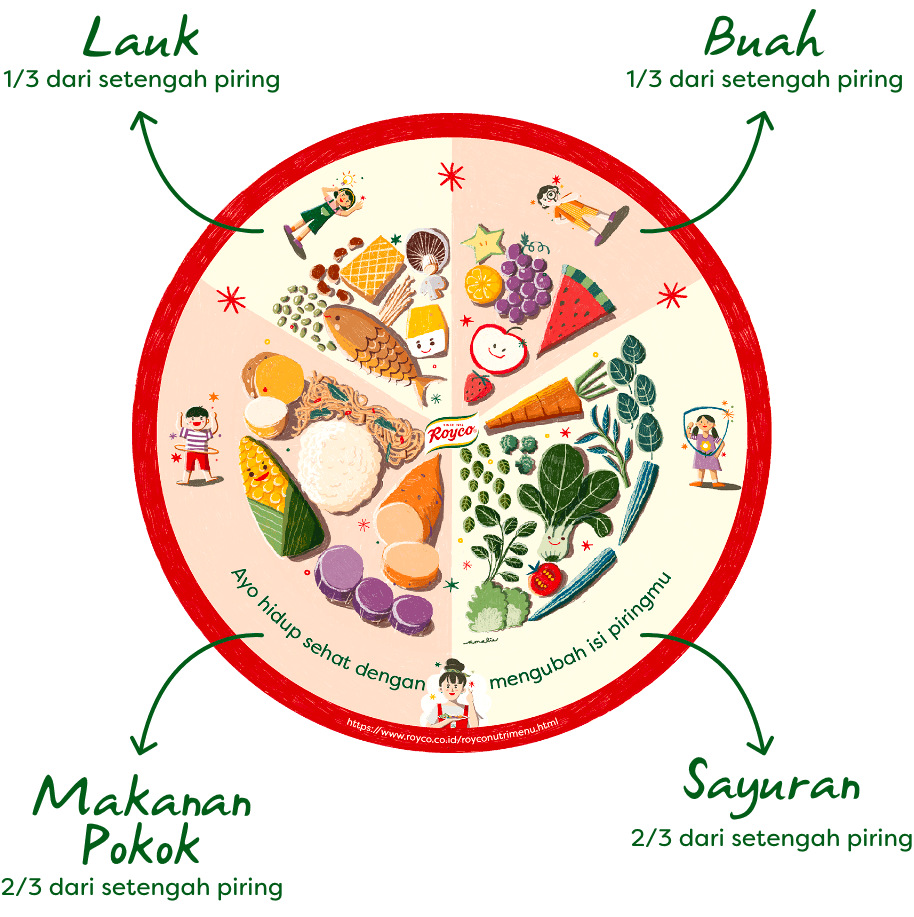 Lauk
1/3 dari setengah piring
Buah
1/3 dari setengah piring
Royco
Ayo hidup sehat dengan
mengubah isi piringmu
https://www.royco.co.id/royconutrimenu.html
Makanan
Pokok
2/3 dari setengah piring
Sayuran
2/3 dari setengah piring